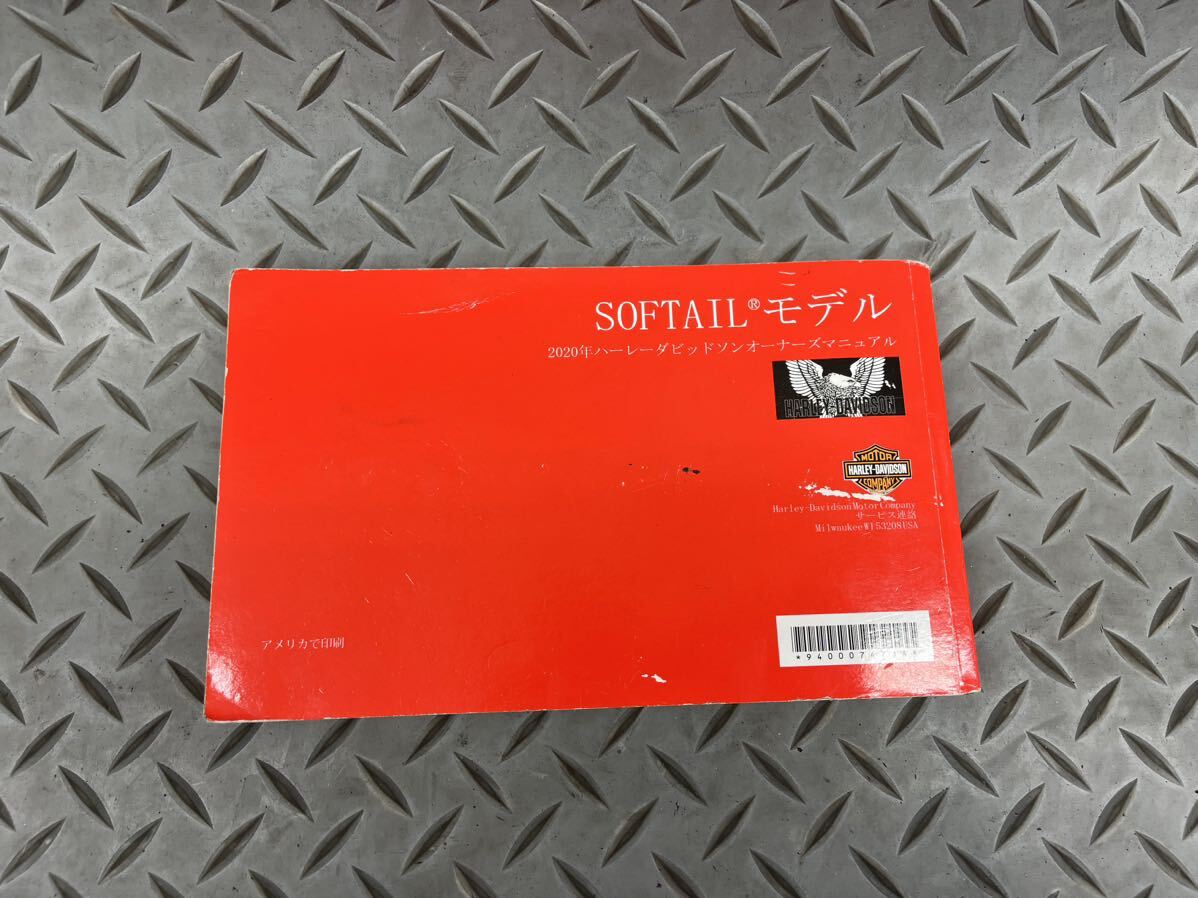 SOFTAIL®モデル
2020年ハーレーダビッドソンオーナーズマニュアル
HARLEY-DAVIDSON
MOTOR
HARLEY-DAVIDSON
COMPANY
Harley-Davidson Motor Company
サービス連絡
Milwaukee WI 53208 USA
アメリカで印刷